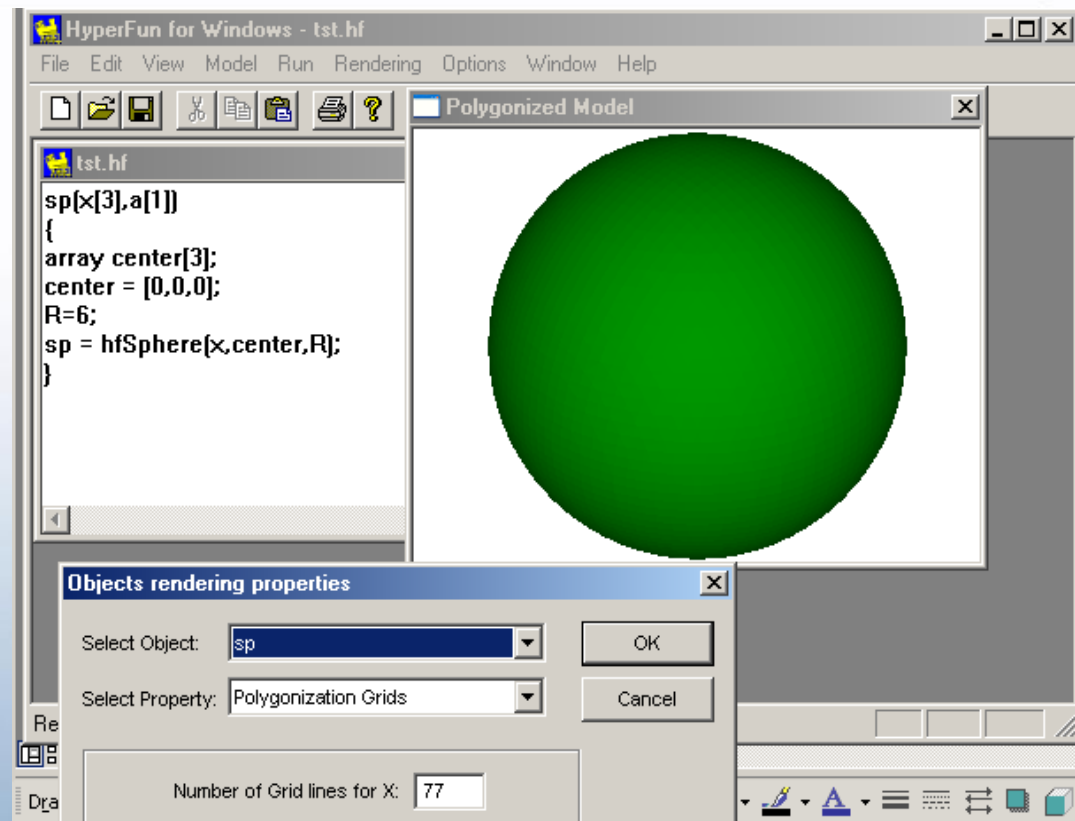 HyperFun for Windows - tst.hf
File Edit View Model Run Rendering Options Window Help
Polygonized Model
tst.hf
sp(x[3],a[1])
{
array center[3];
center = [0,0,0];
R=6;
sp = hfSphere(x,center,R);
}
Objects rendering properties
Select Object: sp
OK
Select Property: Polygonization Grids
Cancel
Re
Number of Grid lines for X: 77
Dra